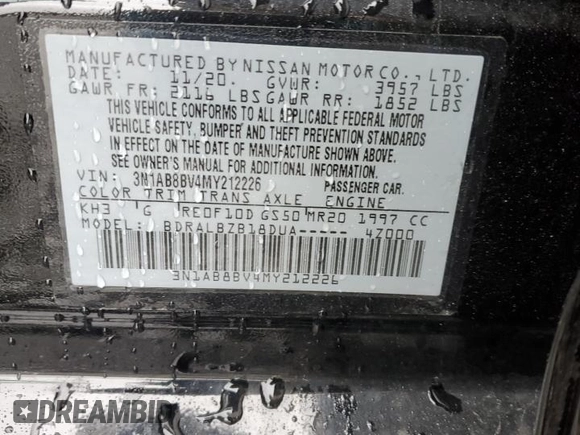 MANUFACTURED BY NISSAN MOTOR CO., LTD.
DATE: 11/20. GVWR: 3957 LBS
GAWR FR: 2116 LBS GAWR RR: 1852 LBS
THIS VEHICLE CONFORMS TO ALL APPLICABLE FEDERAL MOTOR
VEHICLE SAFETY, BUMPER AND THEFT PREVENTION STANDARDS
IN EFFECT ON THE DATE OF MANUFACTURE SHOWN ABOVE.
SEE OWNER'S MANUAL FOR ADDITIONAL INFORMATION
VIN: 3N1AB8BV4MY212226 PASSENGER CAR.
COLOR TRIM TRANS AXLE ENGINE
KH3 G RE0F10D GS50 MR20 1997 CC
MODEL: BDRALBZB18DUA----- 4Z000
3N1AB8BV4MY212226
DREAMBID